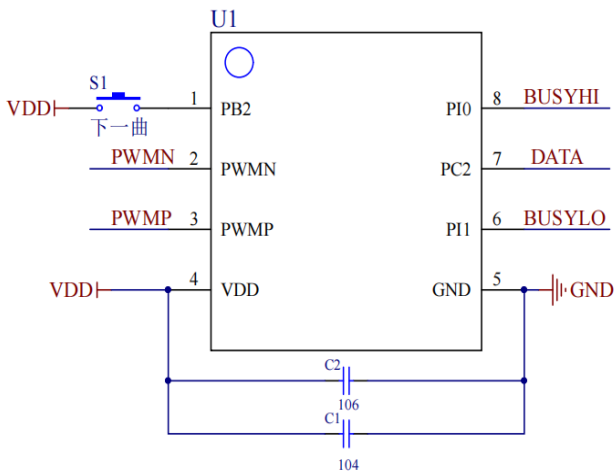 U1
S1
VDD 1 PB2 PI0 8 BUSYHI
下一曲
PWMN 2 PWMN PC2 7 DATA
PWMP 3 PWMP PI1 6 BUSYLO
VDD 4 VDD GND 5 GND
C2
106
C1
104